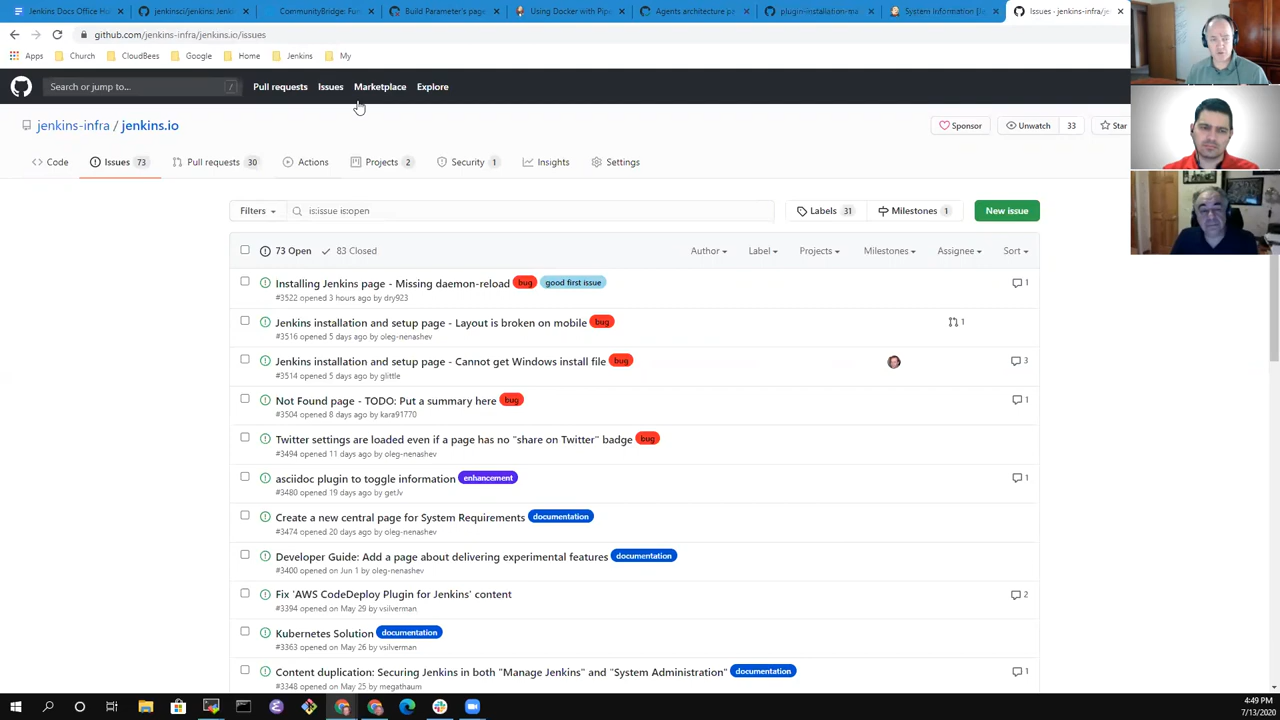 Jenkins Docs Office Hou
jenkinsci/jenkins: Jenkin
CommunityBridge: Fun
Build Parameter's page
Using Docker with Pipe
Agents architecture pa
plugin-installation-ma
System Information [Je
Issues - jenkins-infra/je
github.com/jenkins-infra/jenkins.io/issues
Apps Church CloudBees Google Home Jenkins My
Search or jump to... / Pull requests Issues Marketplace Explore
jenkins-infra / jenkins.io
Sponsor Unwatch 33 Star
Code Issues 73 Pull requests 30 Actions Projects 2 Security 1 Insights Settings
Filters is:issue is:open Labels 31 Milestones 1 New issue
73 Open 83 Closed Author Label Projects Milestones Assignee Sort
Installing Jenkins page - Missing daemon-reload bug good first issue 1
#3522 opened 3 hours ago by dry923
Jenkins installation and setup page - Layout is broken on mobile bug 1
#3516 opened 5 days ago by oleg-nenashev
Jenkins installation and setup page - Cannot get Windows install file bug 3
#3514 opened 5 days ago by glittle
Not Found page - TODO: Put a summary here bug 1
#3504 opened 8 days ago by kara91770
Twitter settings are loaded even if a page has no "share on Twitter" badge bug
#3494 opened 11 days ago by oleg-nenashev
asciidoc plugin to toggle information enhancement 1
#3480 opened 19 days ago by get.lv
Create a new central page for System Requirements documentation
#3474 opened 20 days ago by oleg-nenashev
Developer Guide: Add a page about delivering experimental features documentation
#3400 opened on Jun 1 by oleg-nenashev
Fix 'AWS CodeDeploy Plugin for Jenkins' content 2
#3394 opened on May 29 by vsilverman
Kubernetes Solution documentation
#3363 opened on May 26 by vsilverman
Content duplication: Securing Jenkins in both "Manage Jenkins" and "System Administration" documentation 1
#3348 opened on May 25 by megathaum
4:49 PM
7/13/2020